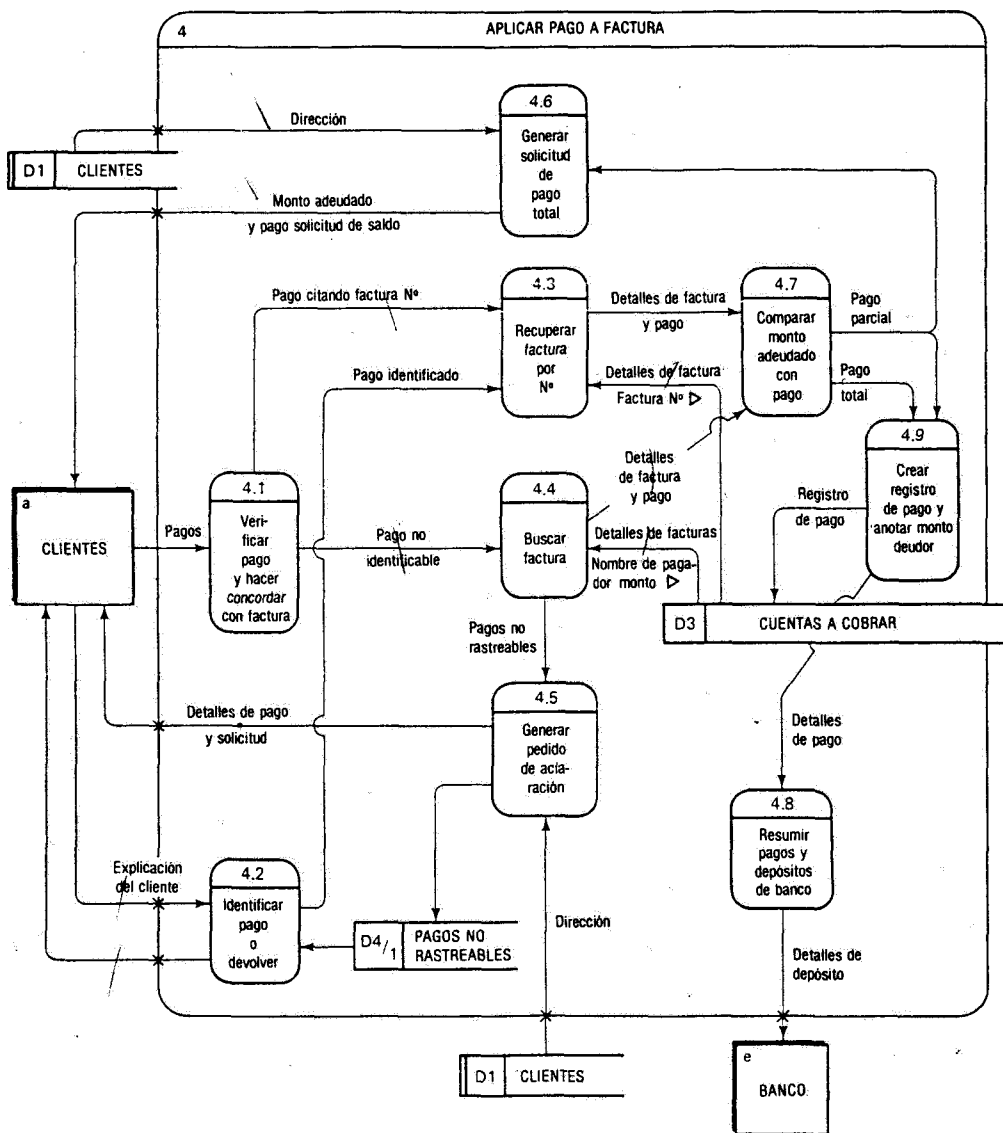 4
APLICAR PAGO A FACTURA
4.6
Generar
solicitud
de
pago
total
Dirección
D1 CLIENTES
Monto adeudado
y pago solicitud de saldo
4.3
Recuperar
factura
por
Nº
Pago citando factura Nº
Detalles de factura
y pago
4.7
Comparar
monto
adeudado
con
pago
Pago
parcial
Pago
total
Pago identificado
Detalles de factura
Factura Nº ▷
4.9
Crear
registro
de pago y
anotar monto
deudor
Detalles
de factura
y pago
a
CLIENTES
Pagos
4.1
Veri-
ficar
pago
y hacer
concordar
con factura
Pago no
identificable
4.4
Buscar
factura
Detalles de facturas
Nombre de paga-
dor monto ▷
Registro
de pago
D3 CUENTAS A COBRAR
Pagos no
rastreables
4.5
Generar
pedido
de acla-
ración
Detalles de pago
y solicitud
Detalles
de pago
4.8
Resumir
pagos y
depósitos
de banco
Explicación
del cliente
4.2
Identificar
pago
o
devolver
D4/1 PAGOS NO
RASTREABLES
Dirección
Detalles de
depósito
D1 CLIENTES
e
BANCO